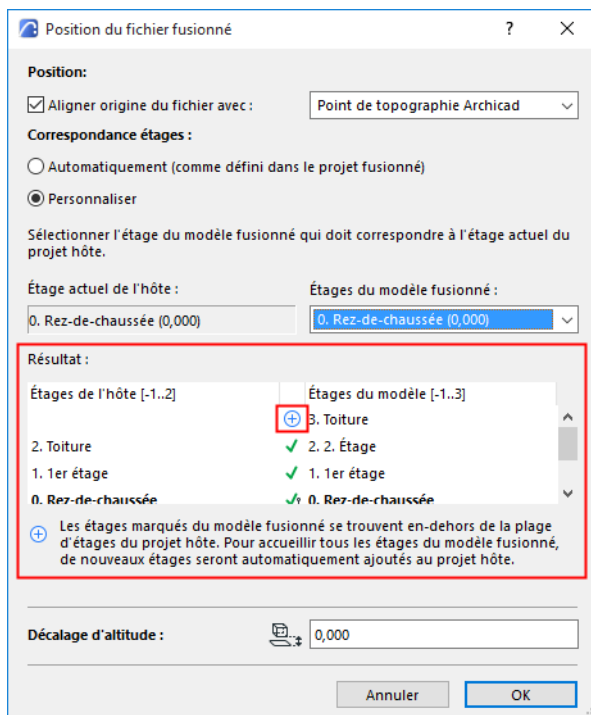 Position du fichier fusionné ?
Position:
Aligner origine du fichier avec : Point de topographie Archicad
Correspondance étages :
Automatiquement (comme défini dans le projet fusionné)
Personnaliser
Sélectionner l'étage du modèle fusionné qui doit correspondre à l'étage actuel du
projet hôte.
Étage actuel de l'hôte : Étages du modèle fusionné :
0. Rez-de-chaussée (0,000) 0. Rez-de-chaussée (0,000)
Résultat :
Étages de l'hôte [-1..2] Étages du modèle [-1..3]
3. Toiture
2. Toiture 2. 2. Étage
1. 1er étage 1. 1er étage
0. Rez-de-chaussée 0. Rez-de-chaussée
Les étages marqués du modèle fusionné se trouvent en-dehors de la plage
d'étages du projet hôte. Pour accueillir tous les étages du modèle fusionné,
de nouveaux étages seront automatiquement ajoutés au projet hôte.
Décalage d'altitude : 0,000
Annuler OK